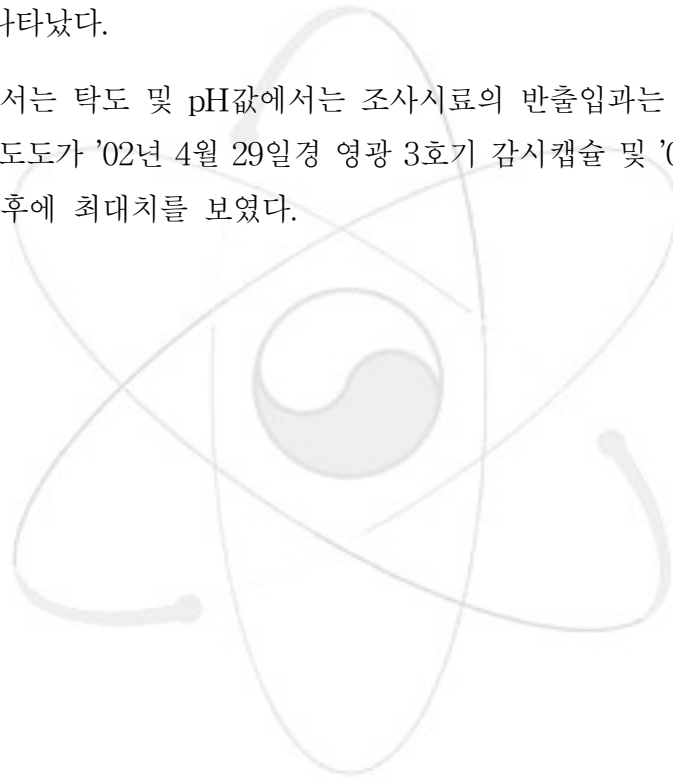 나타났다.
서는 탁도 및 pH값에서는 조사시료의 반출입과는
도도가 ’02년 4월 29일경 영광 3호기 감시캡슐 및 ’0
후에 최대치를 보였다.